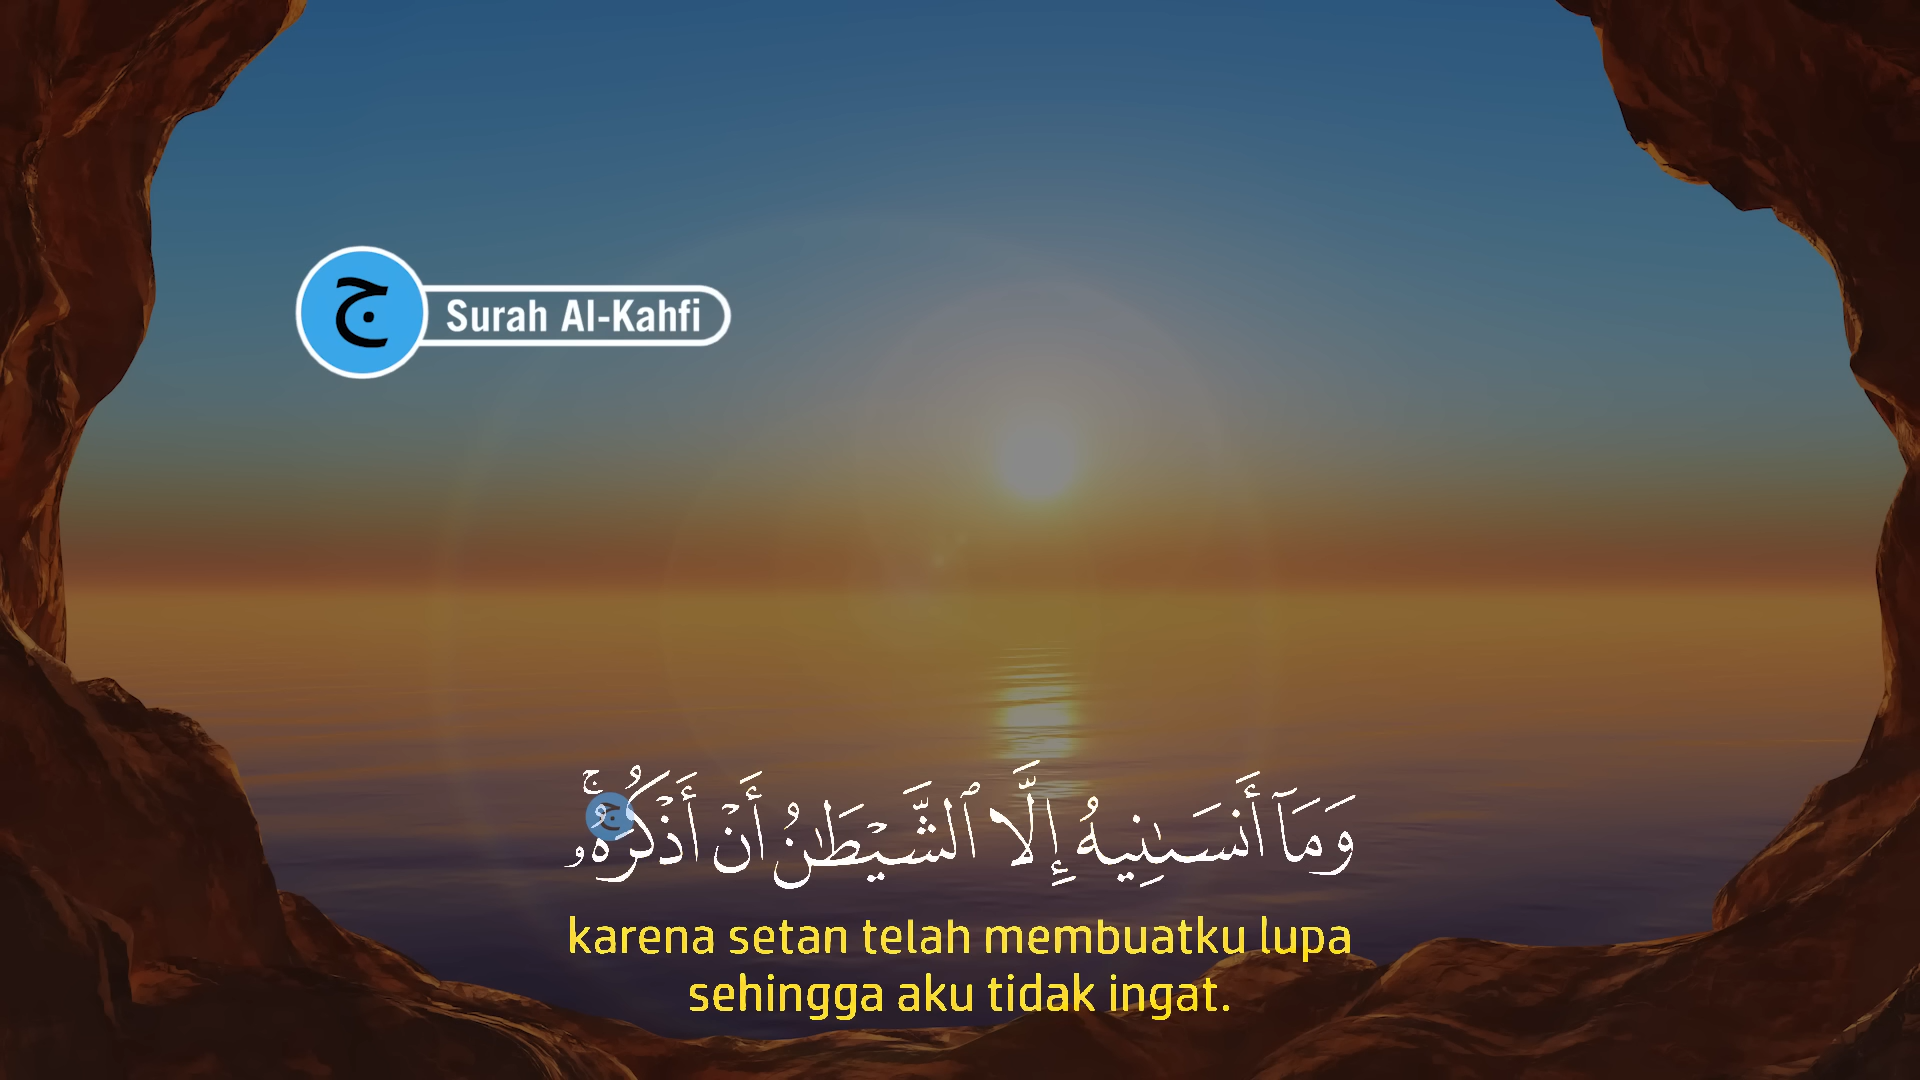 ج
Surah Al-Kahfi
وَمَآ أَنسَىٰنِيهُ إِلَّا ٱلشَّيْطَـٰنُ أَنْ أَذْكُرَهُۥ ۚ
ج
karena setan telah membuatku lupa
sehingga aku tidak ingat.